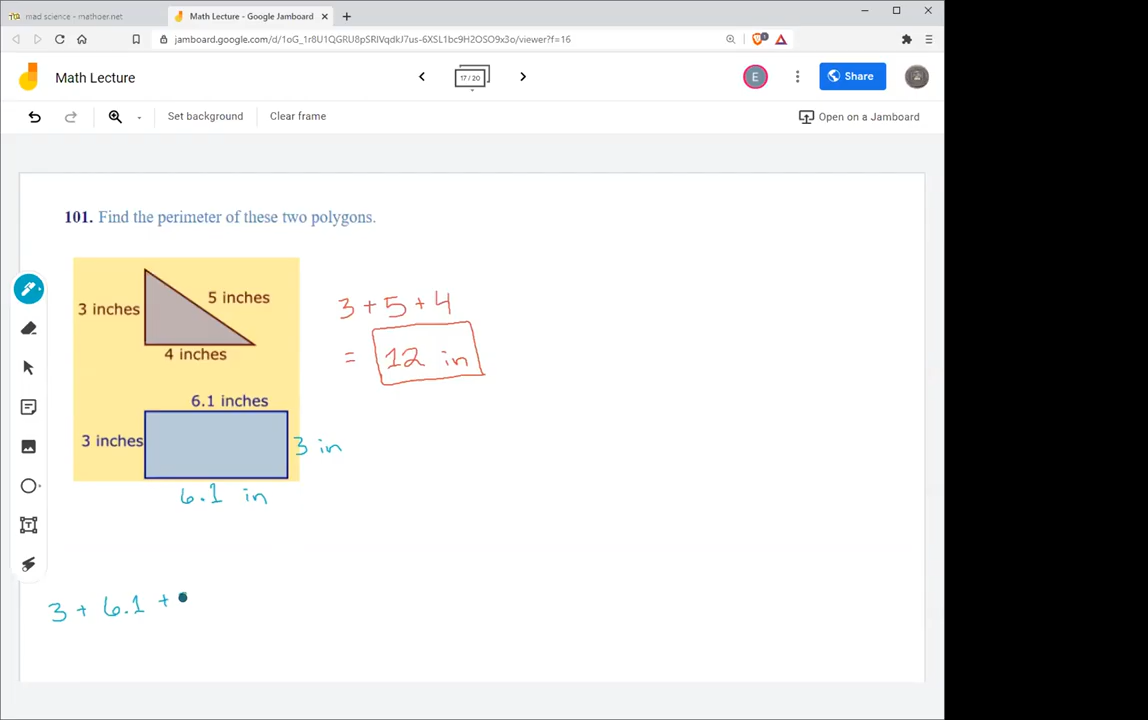 mad science - mathoer.net
Math Lecture - Google Jamboard
jamboard.google.com/d/1oG_1r8U1QGRU8pSRlVqdkJ7us-6XSL1bc9H2OSO9x3o/viewer?f=16
Math Lecture
17 / 20
E
Share
Set background
Clear frame
Open on a Jamboard
101. Find the perimeter of these two polygons.
3 inches
5 inches
4 inches
3 + 5 + 4
= 12 in
6.1 inches
3 inches
3 in
6.1 in
3 + 6.1 +